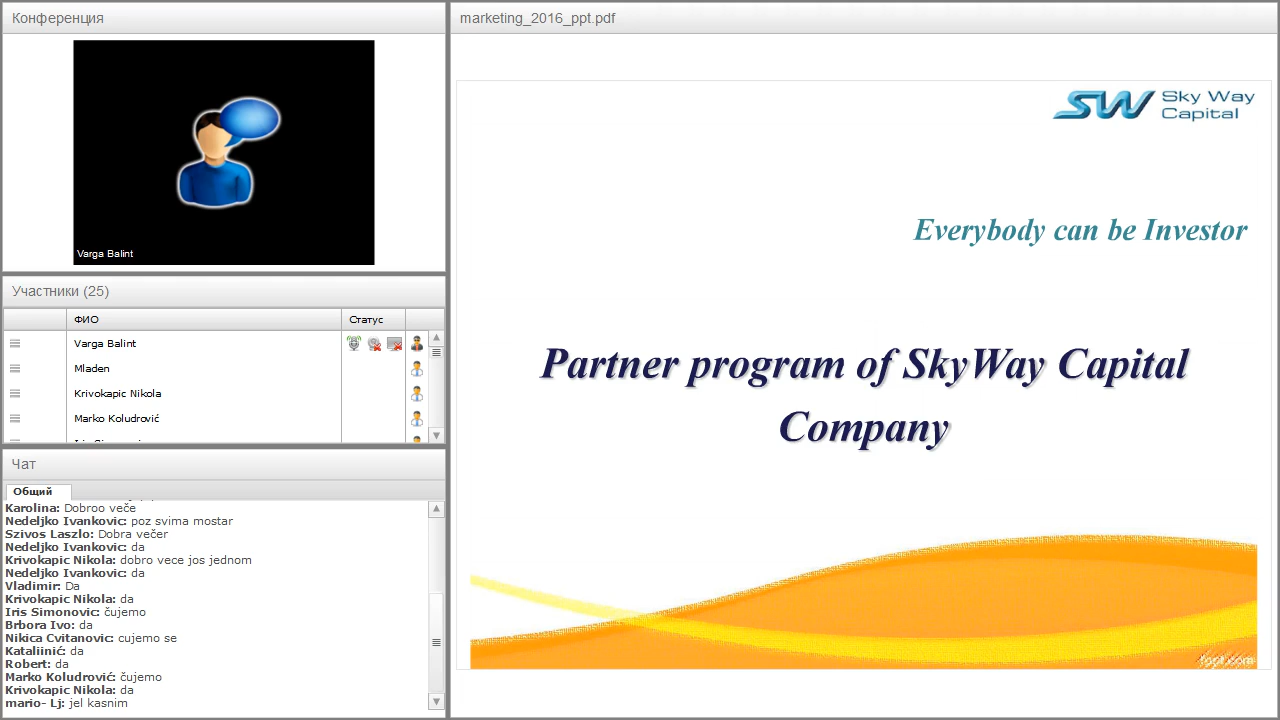 Конференция
Varga Balint
Участники (25)
ФИО
Статус
Varga Balint
Mladen
Krivokapic Nikola
Marko Koludrović
Чат
Общий
Karolina: Dobroo veče
Nedeljko Ivankovic: poz svima mostar
Szivos Laszlo: Dobra večer
Nedeljko Ivankovic: da
Krivokapic Nikola: dobro vece jos jednom
Nedeljko Ivankovic: da
Vladimir: Da
Krivokapic Nikola: da
Iris Simonovic: čujemo
Brbora Ivo: da
Nikica Cvitanovic: cujemo se
Kataliinić: da
Robert: da
Marko Koludrović: čujemo
Krivokapic Nikola: da
mario- Lj: jel kasnim
marketing_2016_ppt.pdf
SW Sky Way
Capital
Everybody can be Investor
Partner program of SkyWay Capital
Company
fppt.com